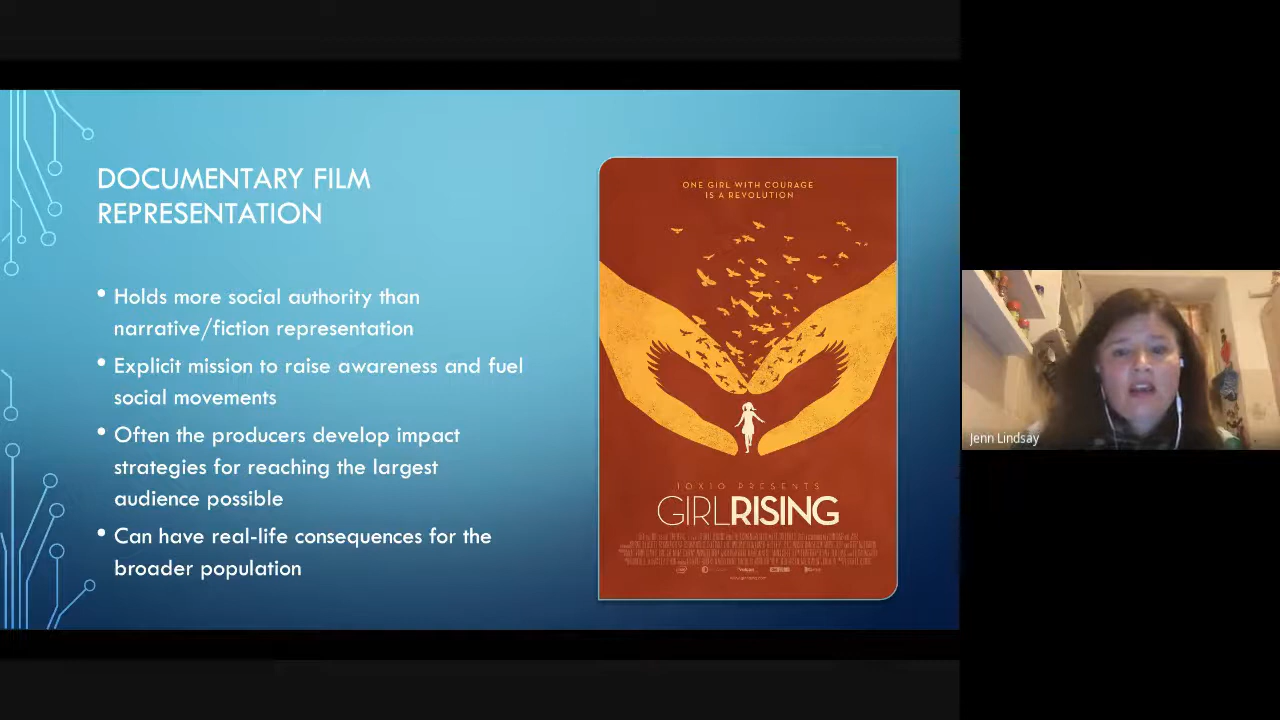 DOCUMENTARY FILM
REPRESENTATION
• Holds more social authority than
narrative/fiction representation
• Explicit mission to raise awareness and fuel
social movements
• Often the producers develop impact
strategies for reaching the largest
audience possible
• Can have real-life consequences for the
broader population
ONE GIRL WITH COURAGE
IS A REVOLUTION
10X10 PRESENTS
GIRLRISING
Jenn Lindsay